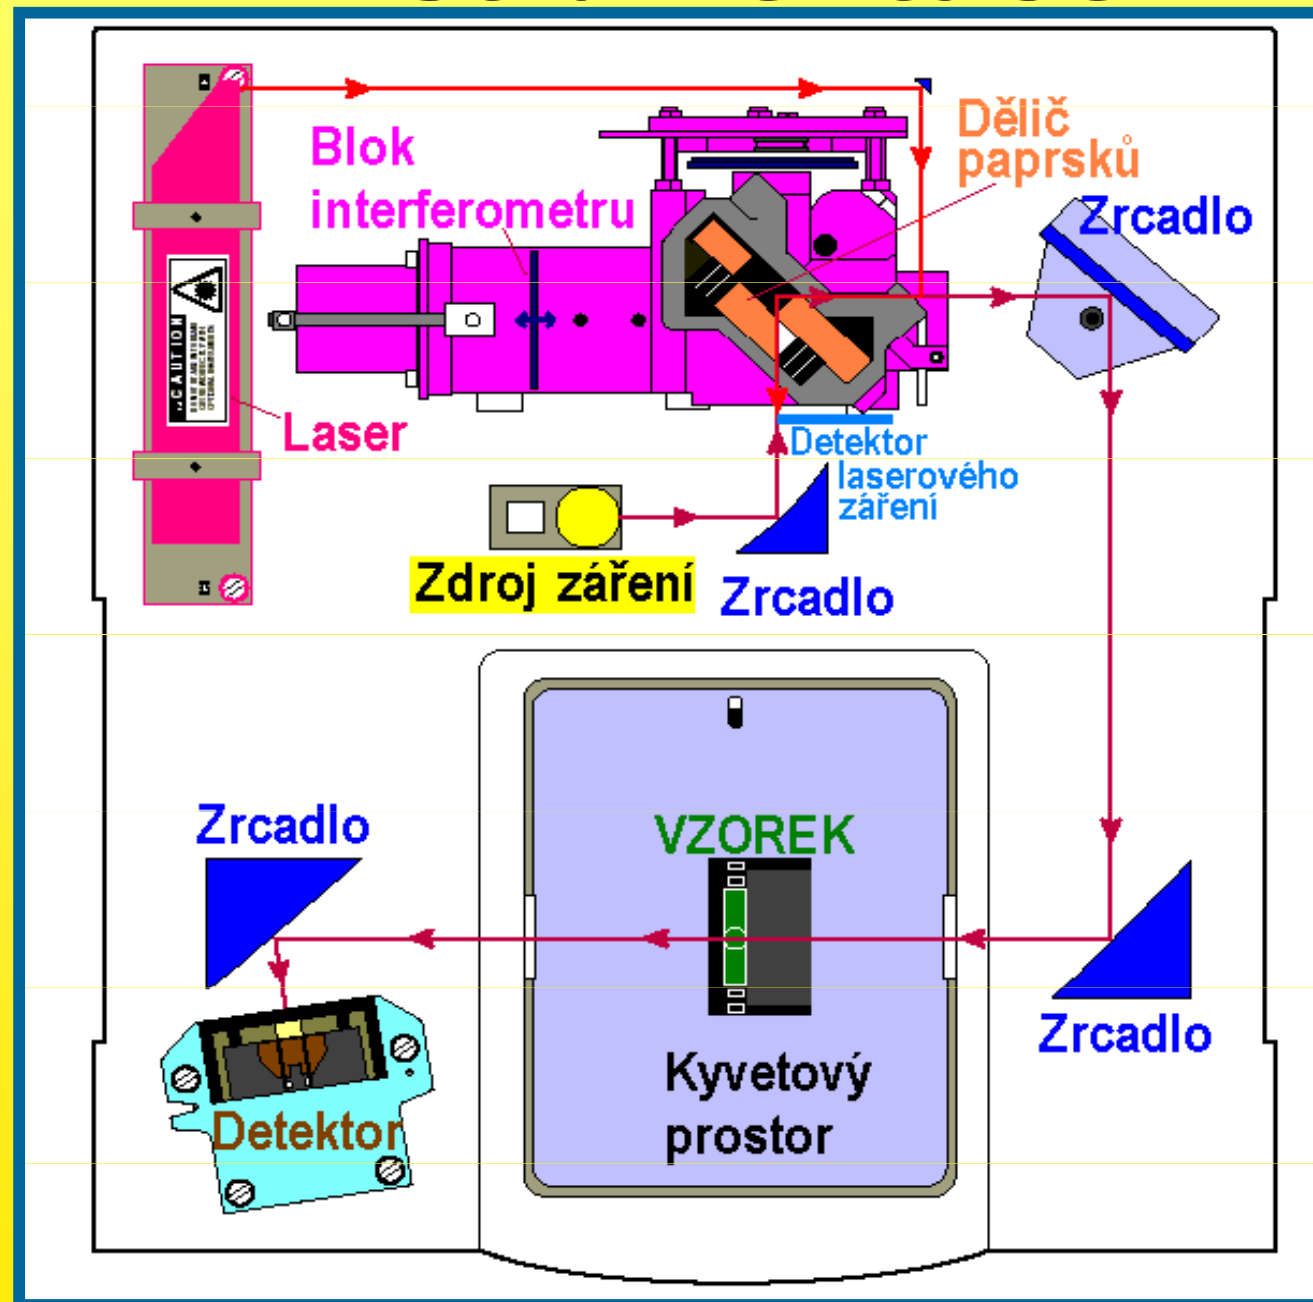 Dělič
paprsků
Blok
interferometru
Zrcadlo
CAUTION
Laser
Detektor
laserového
záření
Zdroj záření
Zrcadlo
Zrcadlo
VZOREK
Zrcadlo
Kyvetový
prostor
Detektor